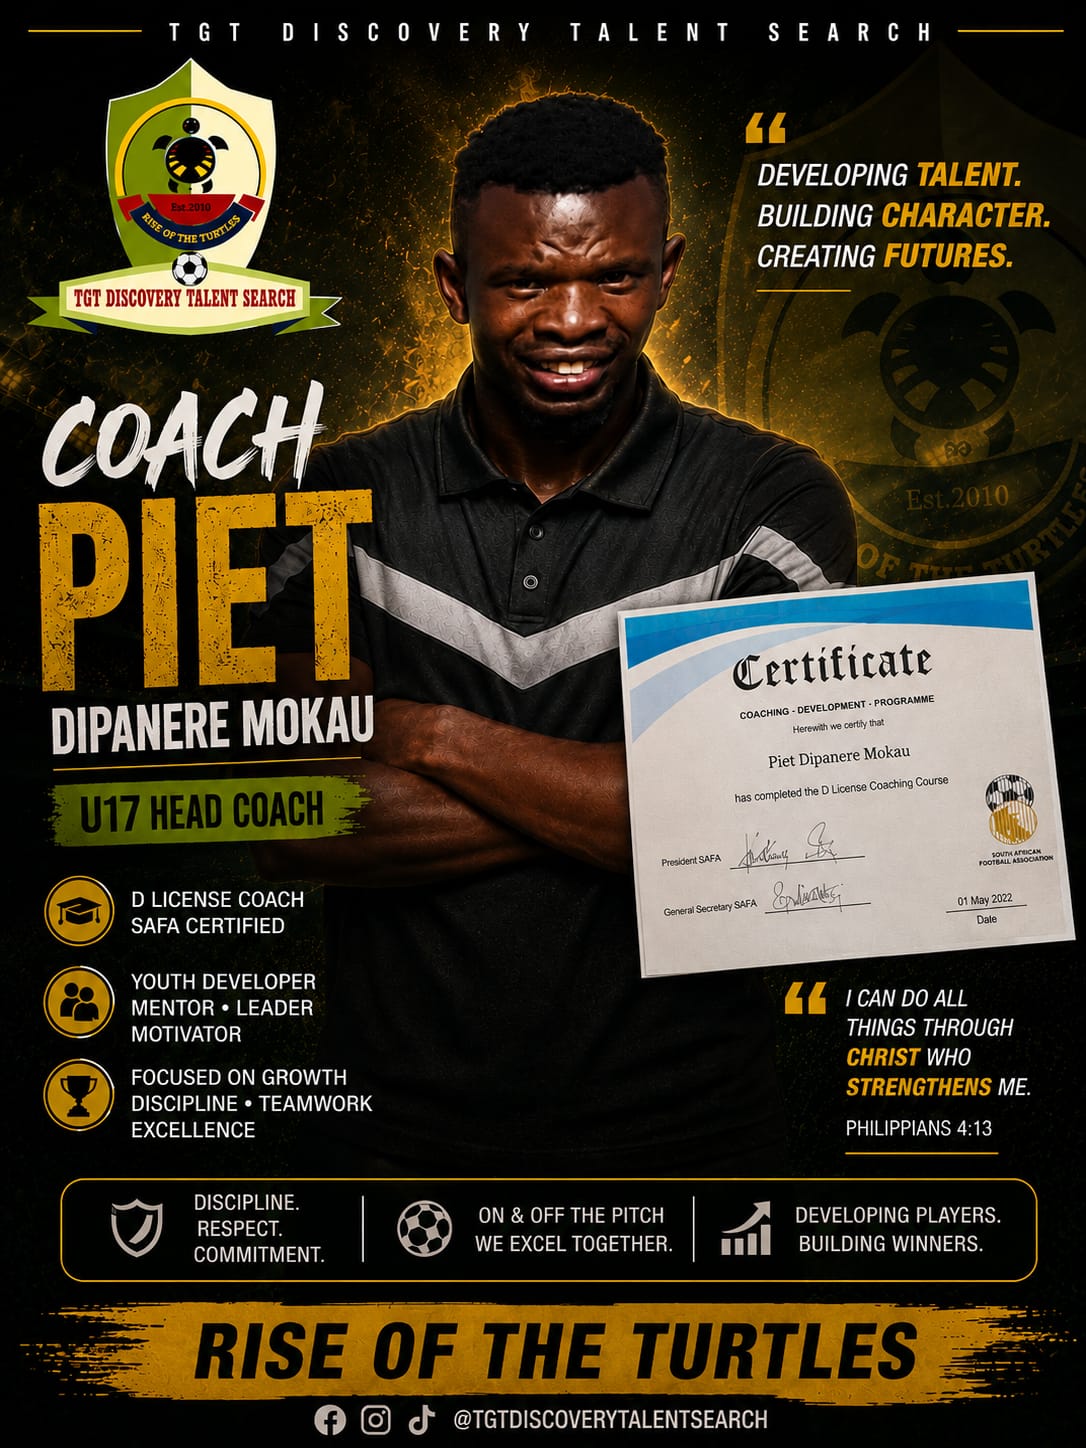 TGT DISCOVERY TALENT SEARCH
Est.2010
RISE OF THE TURTLES
TGT DISCOVERY TALENT SEARCH
DEVELOPING TALENT.
BUILDING CHARACTER.
CREATING FUTURES.
Est.2010
OF THE TURTLES
COACH
PIET
DIPANERE MOKAU
U17 HEAD COACH
D LICENSE COACH
SAFA CERTIFIED
YOUTH DEVELOPER
MENTOR • LEADER
MOTIVATOR
FOCUSED ON GROWTH
DISCIPLINE • TEAMWORK
EXCELLENCE
Certificate
COACHING - DEVELOPMENT - PROGRAMME
Herewith we certify that
Piet Dipanere Mokau
has completed the D License Coaching Course
President SAFA
General Secretary SAFA
SOUTH AFRICAN
FOOTBALL ASSOCIATION
01 May 2022
Date
“ I CAN DO ALL
THINGS THROUGH
CHRIST WHO
STRENGTHENS ME.
PHILIPPIANS 4:13
DISCIPLINE.
RESPECT.
COMMITMENT.
ON & OFF THE PITCH
WE EXCEL TOGETHER.
DEVELOPING PLAYERS.
BUILDING WINNERS.
RISE OF THE TURTLES
@TGTDISCOVERYTALENTSEARCH